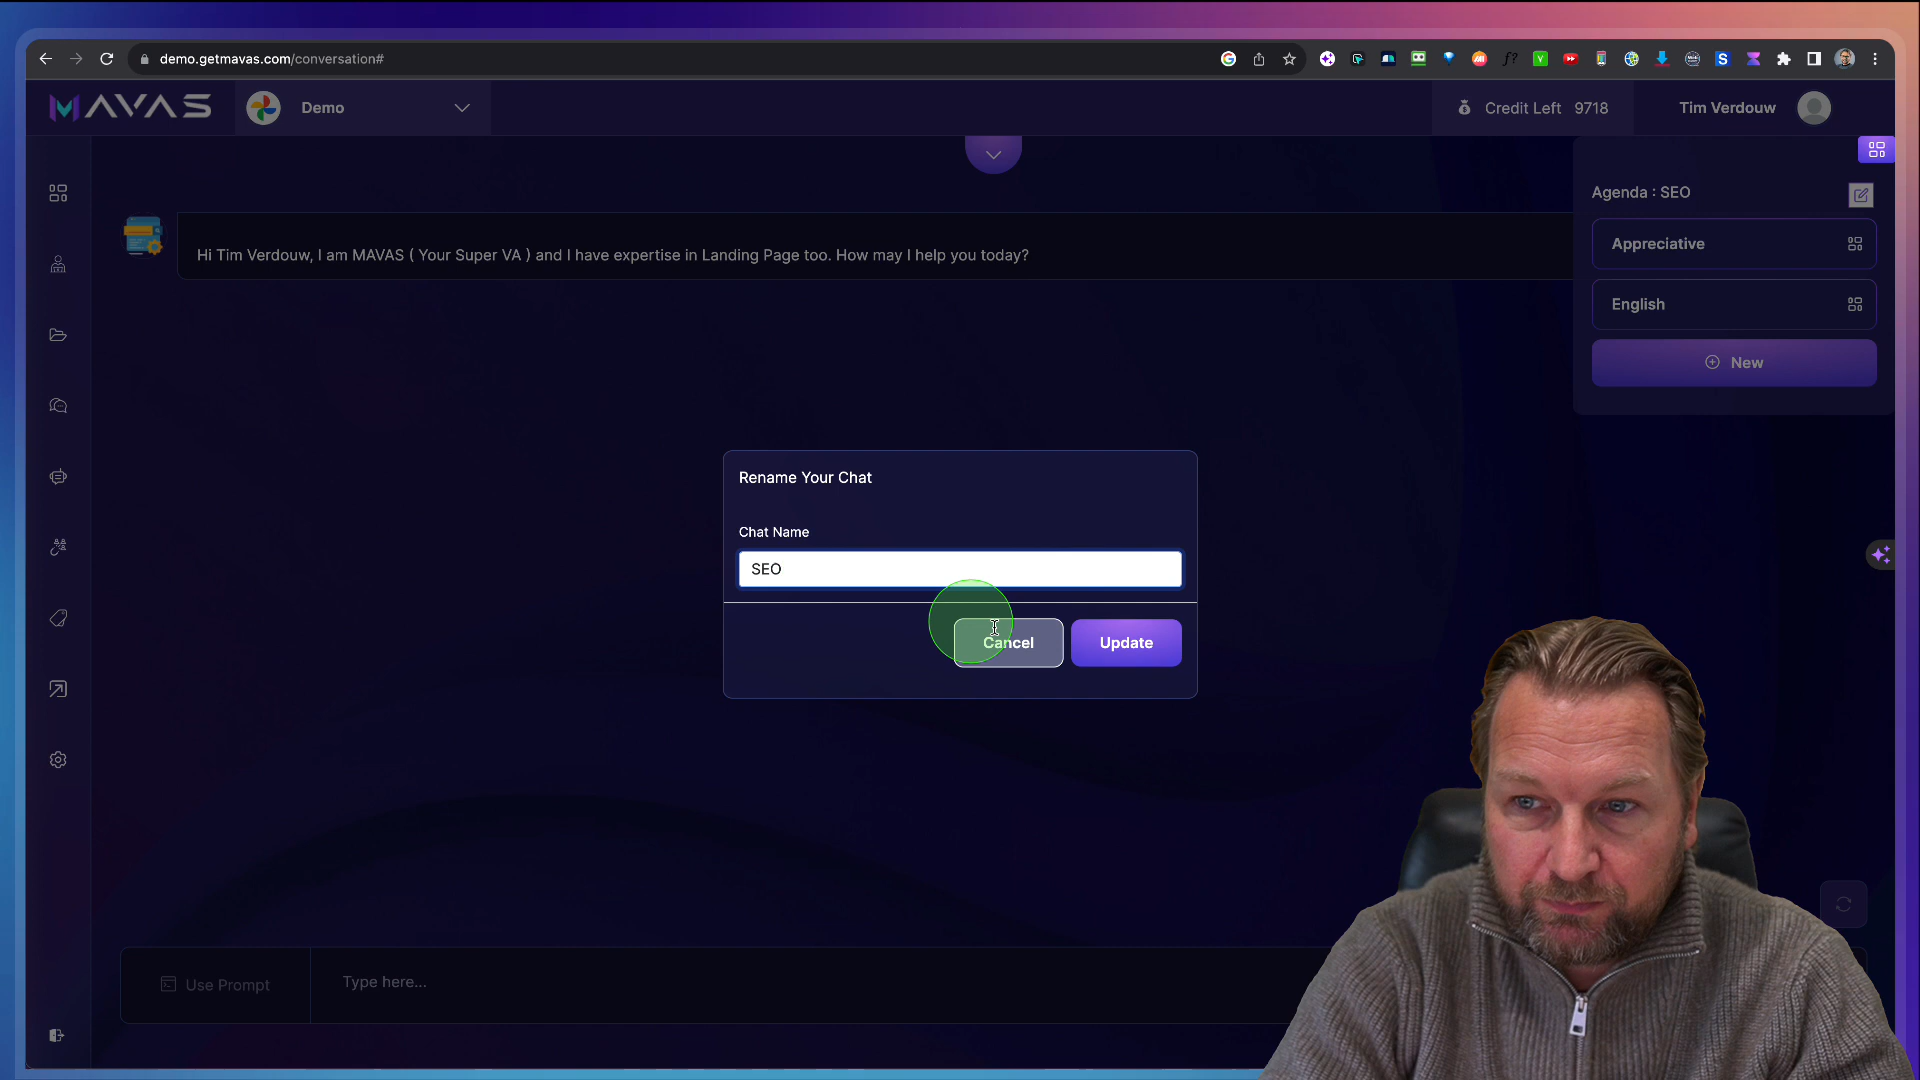 demo.getmavas.com/conversation#
MAVAS
Demo
Credit Left 9718
Tim Verdouw
Agenda : SEO
Hi Tim Verdouw, I am MAVAS ( Your Super VA ) and I have expertise in Landing Page too. How may I help you today?
Appreciative
English
New
Rename Your Chat
Chat Name
SEO
Cancel
Update
Use Prompt
Type here...